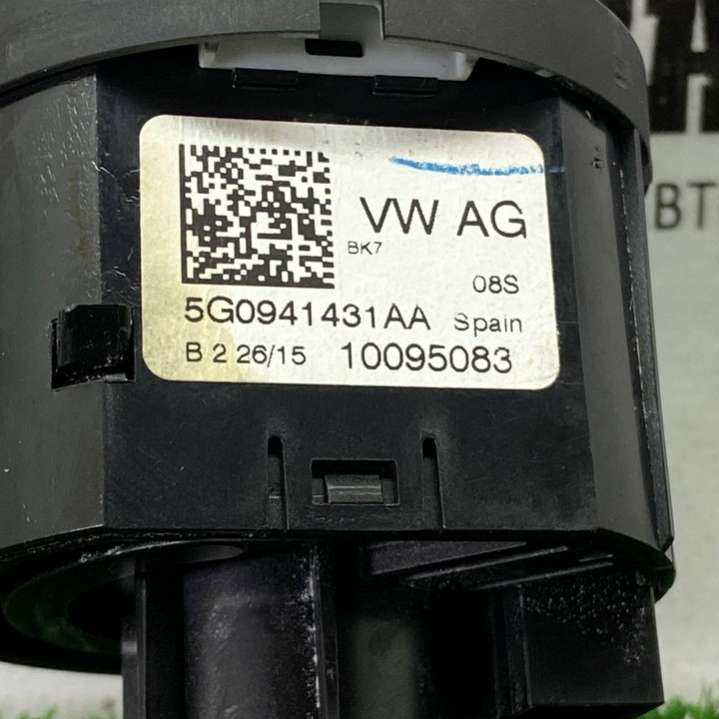 VW AG
BK7
08S
5G0941431AA Spain
B 2 26/15 10095083